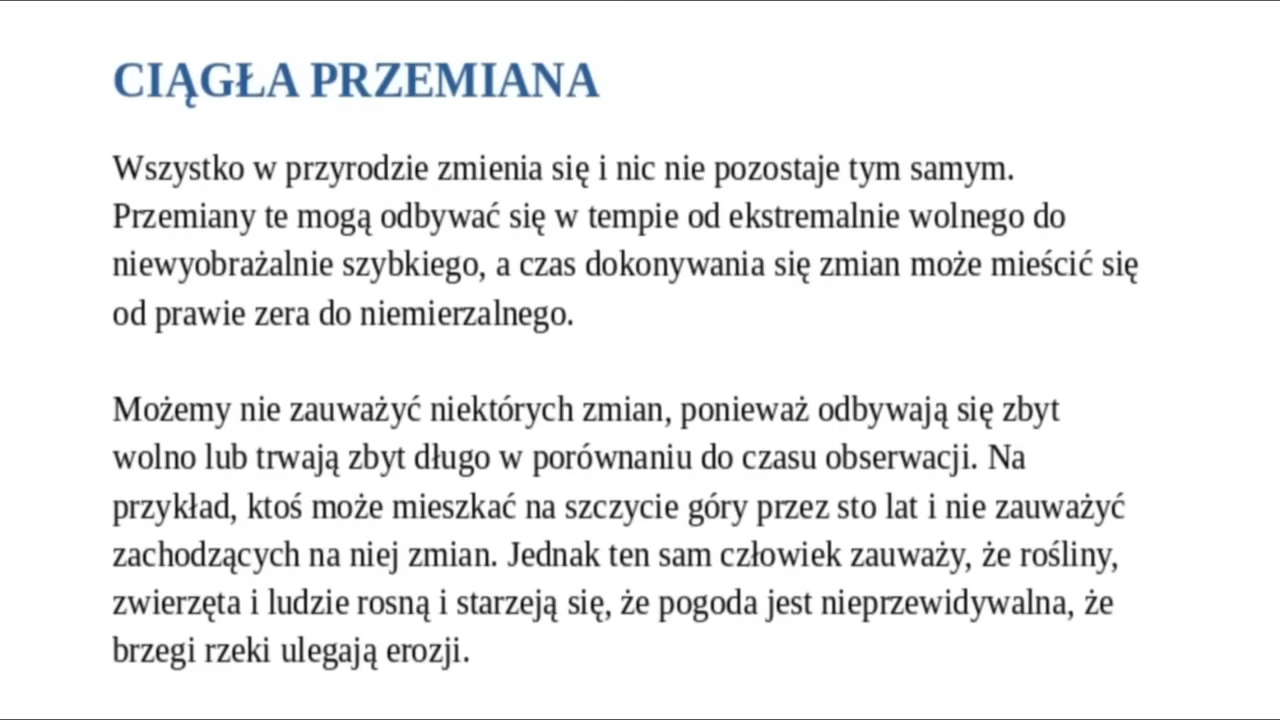 CIĄGŁA PRZEMIANA
Wszystko w przyrodzie zmienia się i nic nie pozostaje tym samym.
Przemiany te mogą odbywać się w tempie od ekstremalnie wolnego do
niewyobrażalnie szybkiego, a czas dokonywania się zmian może mieścić się
od prawie zera do niemierzalnego.
Możemy nie zauważyć niektórych zmian, ponieważ odbywają się zbyt
wolno lub trwają zbyt długo w porównaniu do czasu obserwacji. Na
przykład, ktoś może mieszkać na szczycie góry przez sto lat i nie zauważyć
zachodzących na niej zmian. Jednak ten sam człowiek zauważy, że rośliny,
zwierzęta i ludzie rosną i starzeją się, że pogoda jest nieprzewidywalna, że
brzegi rzeki ulegają erozji.